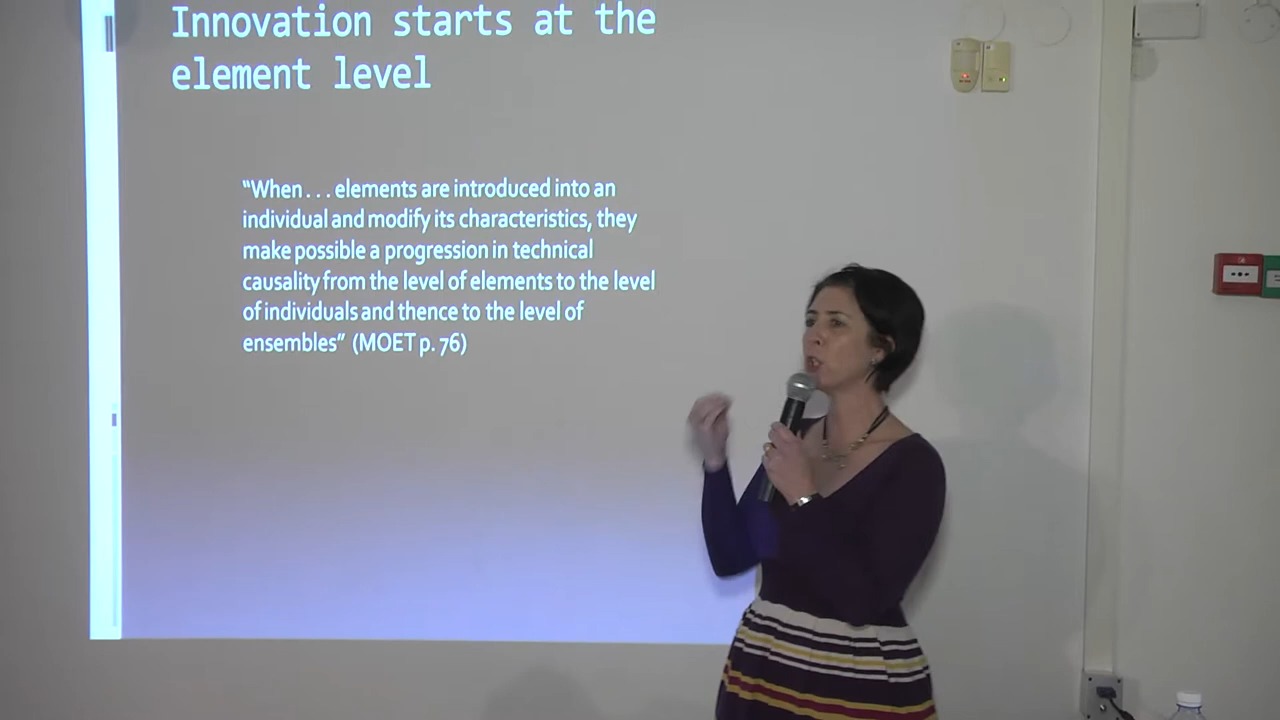 Innovation starts at the
element level
“When . . . elements are introduced into an
individual and modify its characteristics, they
make possible a progression in technical
causality from the level of elements to the level
of individuals and thence to the level of
ensembles” (MOET p. 76)